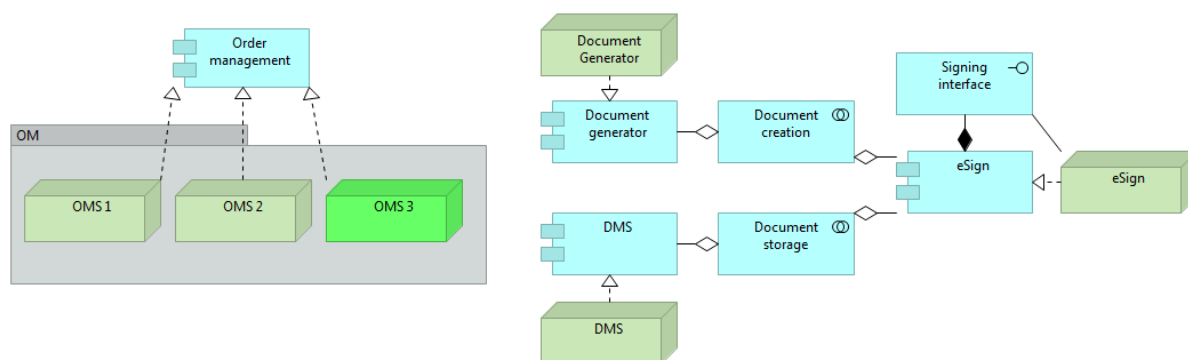 Order
management
OM
OMS 1
OMS 2
OMS 3
Document
Generator
Document
generator
Document
creation
Signing
interface
eSign
eSign
DMS
Document
storage
DMS